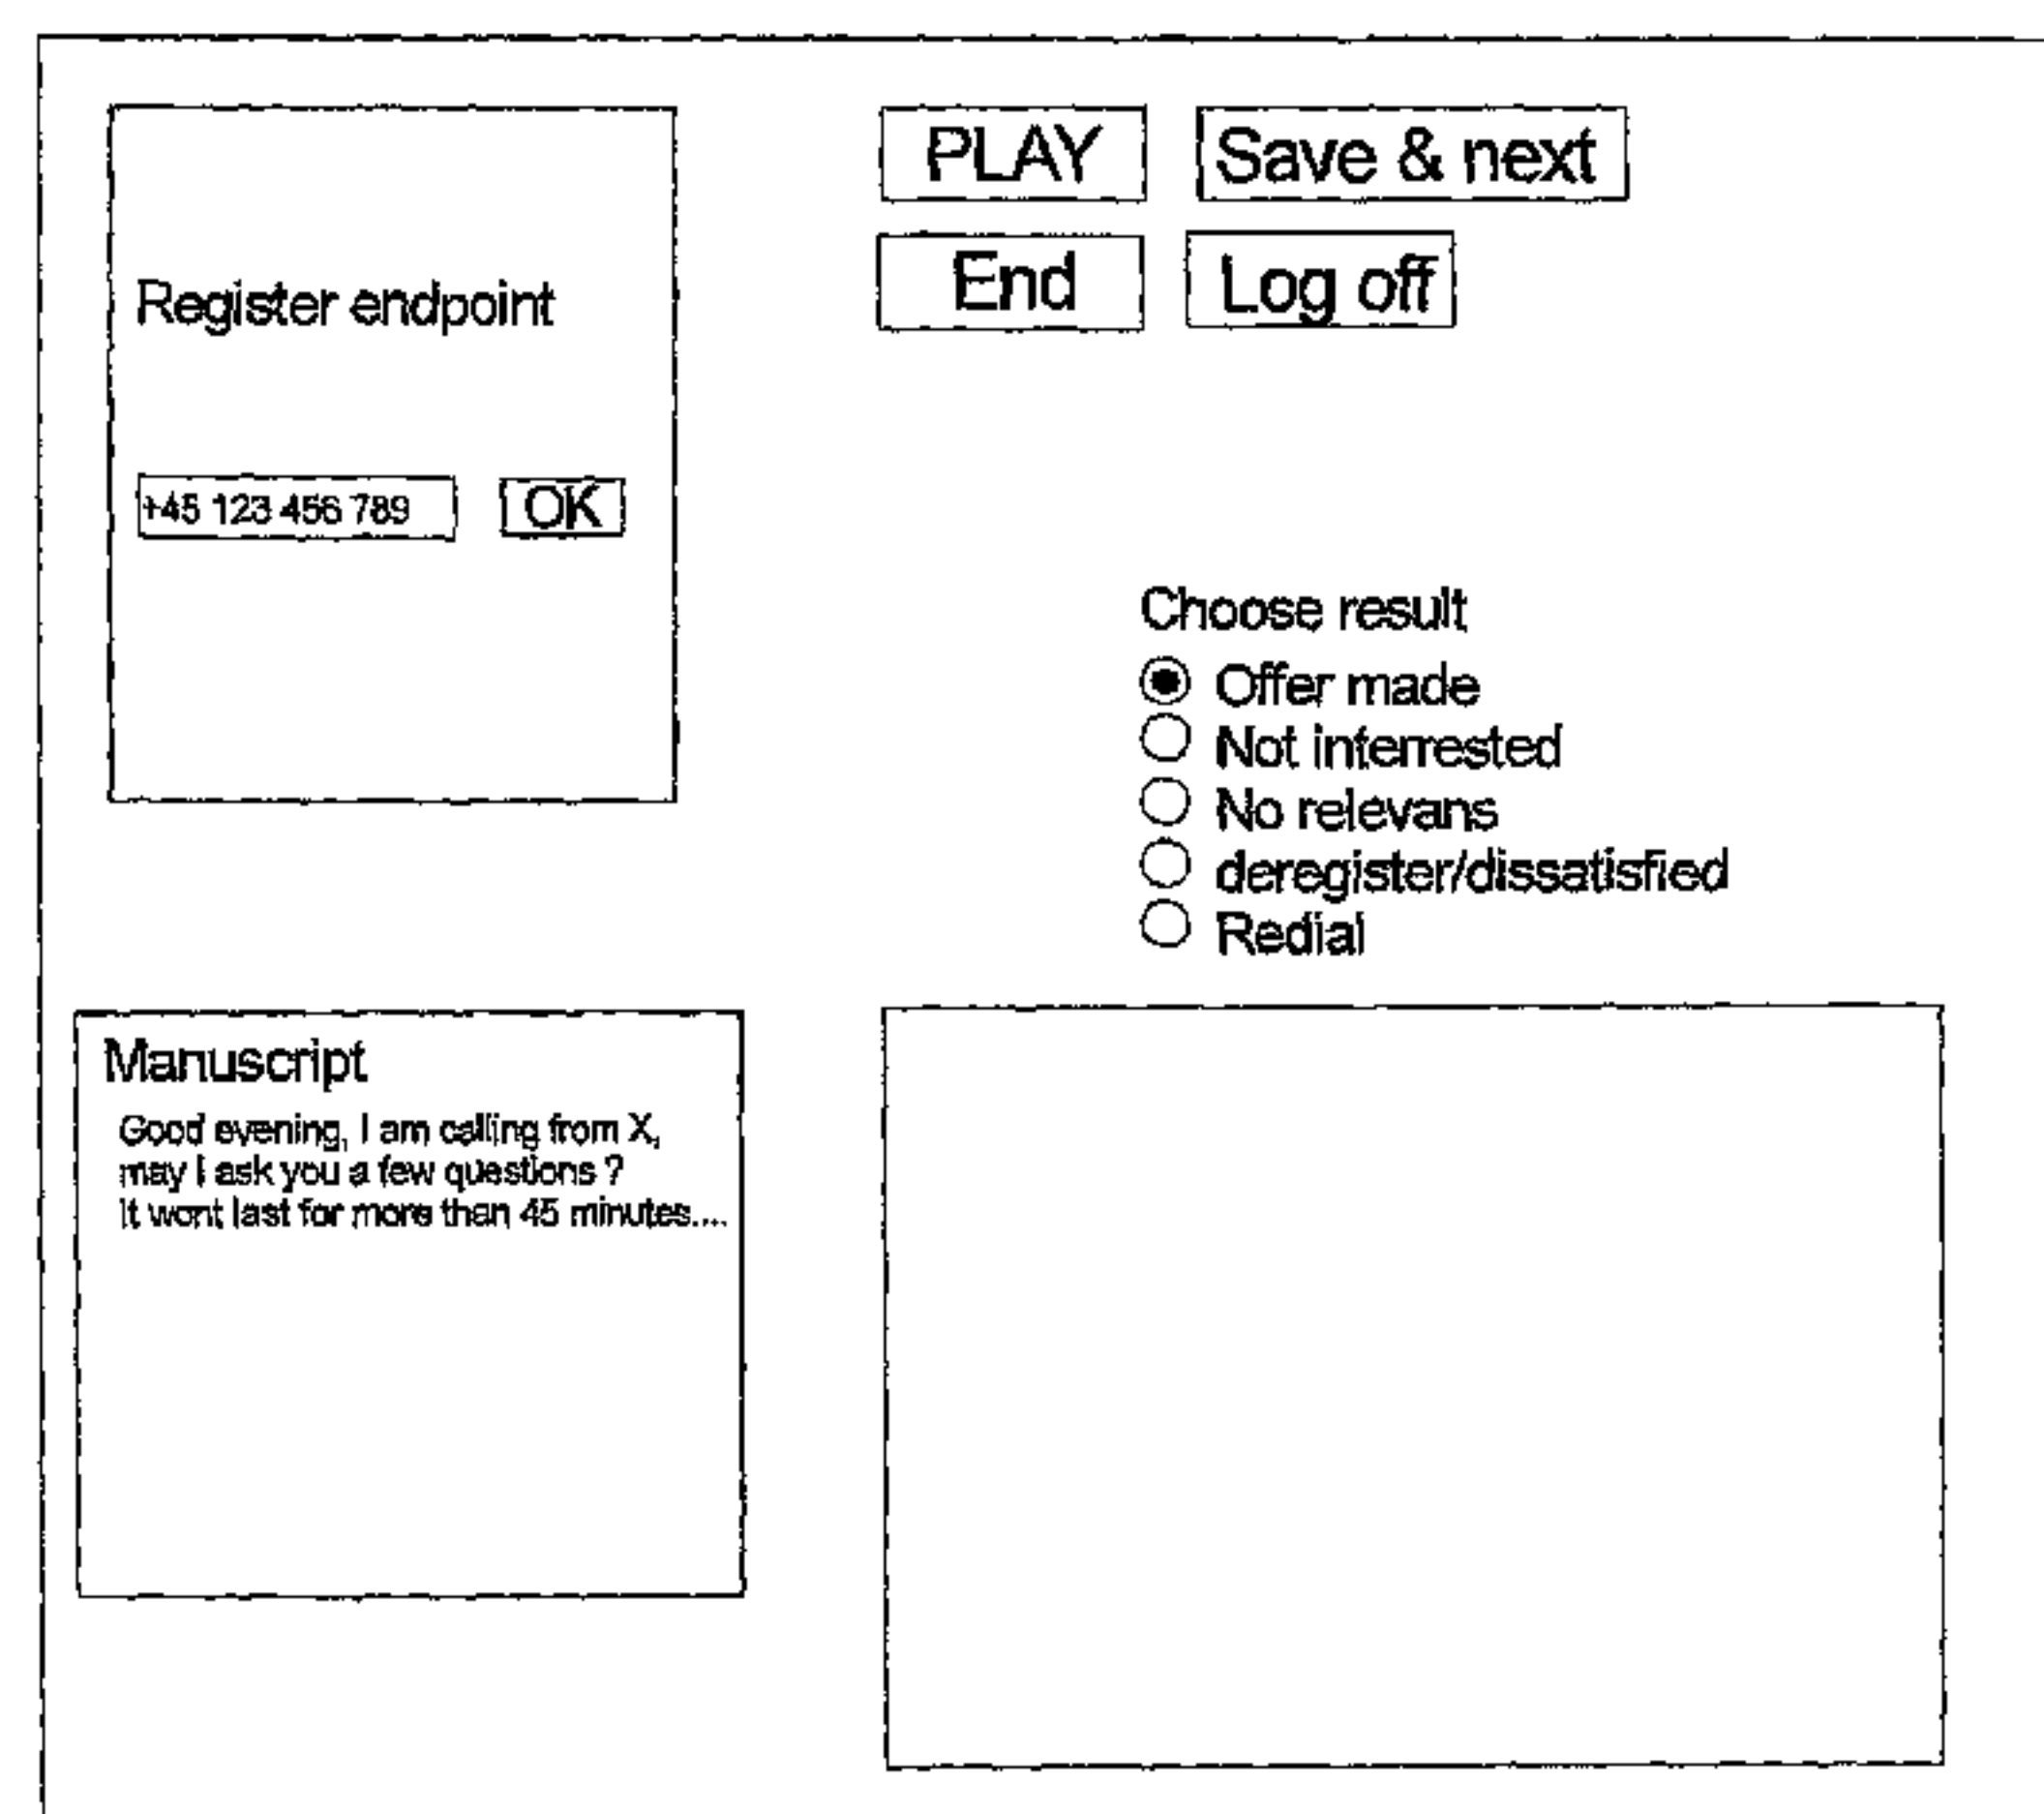 PLAY Save & next
End Log off
Register endpoint
+45 123 456 789 OK
Choose result
Offer made
Not interrested
No relevans
deregister/dissatisfied
Redial
Manuscript
Good evening, I am calling from X,
may I ask you a few questions ?
It wont last for more than 45 minutes....